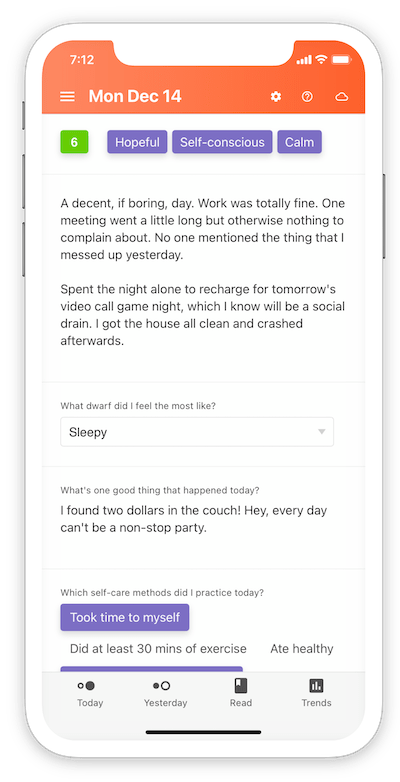 7:12
Mon Dec 14
6 Hopeful Self-conscious Calm
A decent, if boring, day. Work was totally fine. One
meeting went a little long but otherwise nothing to
complain about. No one mentioned the thing that I
messed up yesterday.
Spent the night alone to recharge for tomorrow's
video call game night, which I know will be a social
drain. I got the house all clean and crashed
afterwards.
What dwarf did I feel the most like?
Sleepy
What's one good thing that happened today?
I found two dollars in the couch! Hey, every day
can't be a non-stop party.
Which self-care methods did I practice today?
Took time to myself
Did at least 30 mins of exercise Ate healthy
Today Yesterday Read Trends